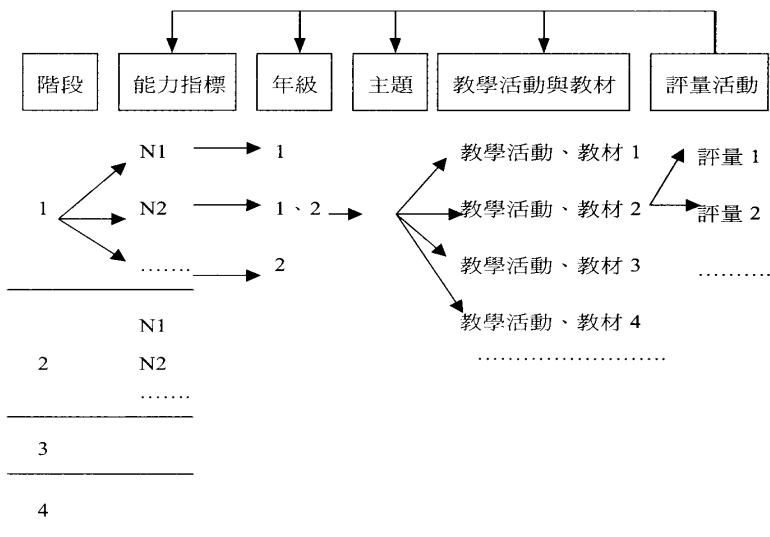 階段 能力指標 年級 主題 教學活動與教材 評量活動
N1 1 教學活動、教材 1 評量 1
1 N2 1、2 教學活動、教材 2 評量 2
……. 2 教學活動、教材 3 ……….
N1 教學活動、教材 4
2 N2 ……………………
…….
3
4